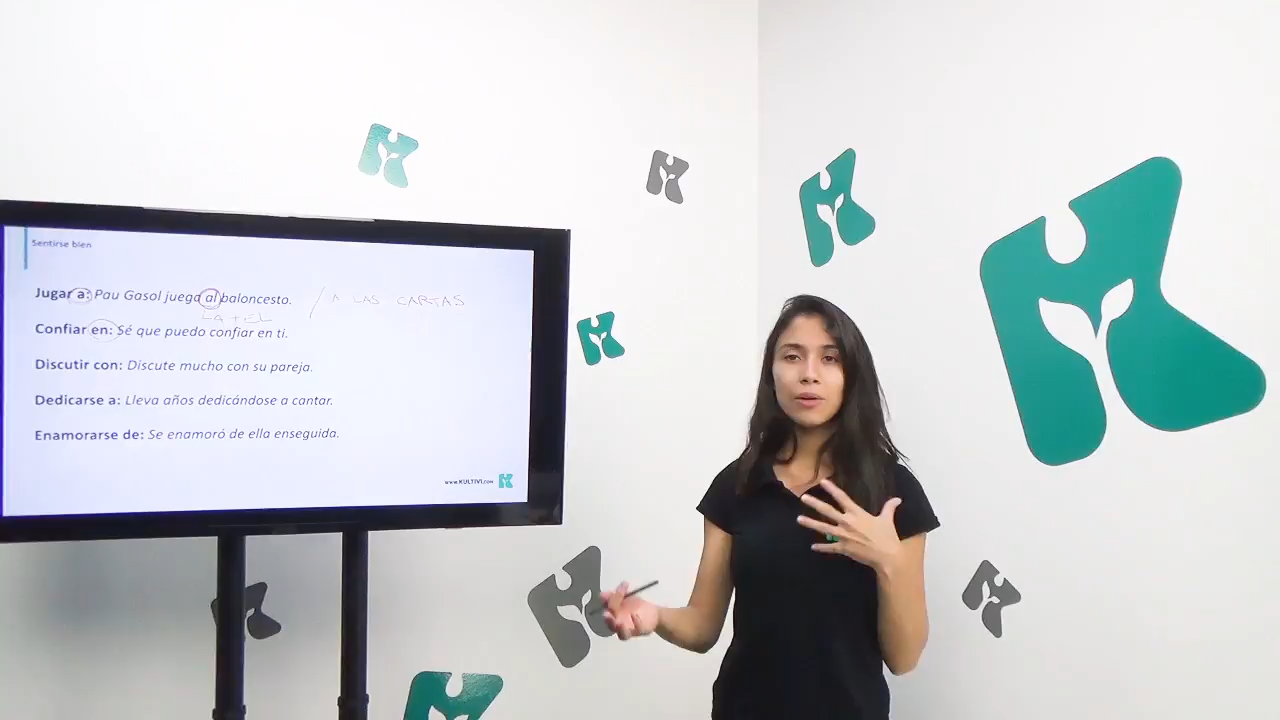 Sentirse bien
Jugar a: Pau Gasol juega al baloncesto. / A LAS CARTAS
Confiar en: Sé que puedo confiar en ti.
Discutir con: Discute mucho con su pareja.
Dedicarse a: Lleva años dedicándose a cantar.
Enamorarse de: Se enamoró de ella enseguida.
www.KULTIVI.COM